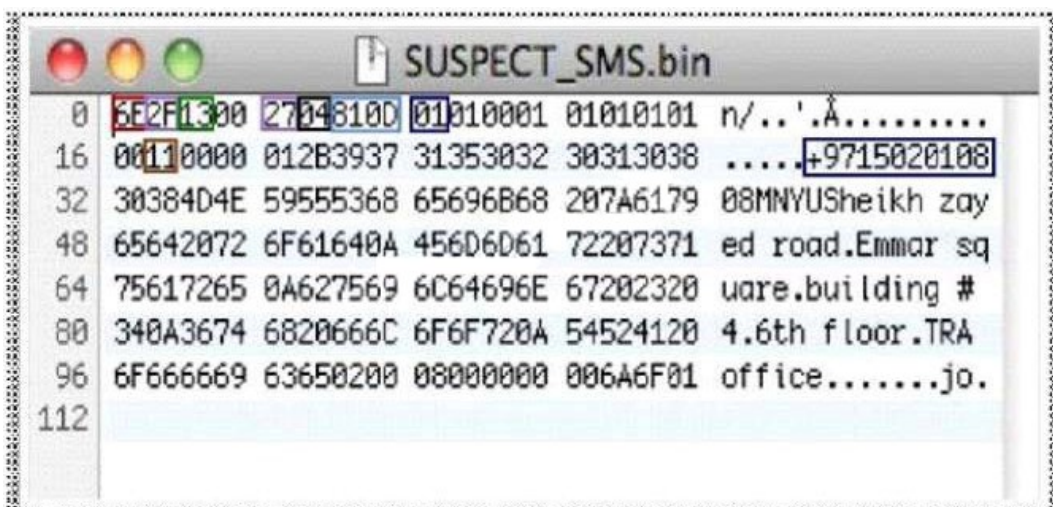 SUSPECT_SMS.bin
0 6E2F1300 2704810D 01010001 01010101 n/..'.Å.........
16 00110000 012B3937 31353032 30313038 .....+9715020108
32 30384D4E 59555368 65696B68 207A6179 08MNYUSheikh zay
48 65642072 6F61640A 456D6D61 72207371 ed road.Emmar sq
64 75617265 0A627569 6C64696E 67202320 uare.building #
80 340A3674 6820666C 6F6F720A 54524120 4.6th floor.TRA
96 6F666669 63650200 08000000 006A6F01 office.......jo.
112